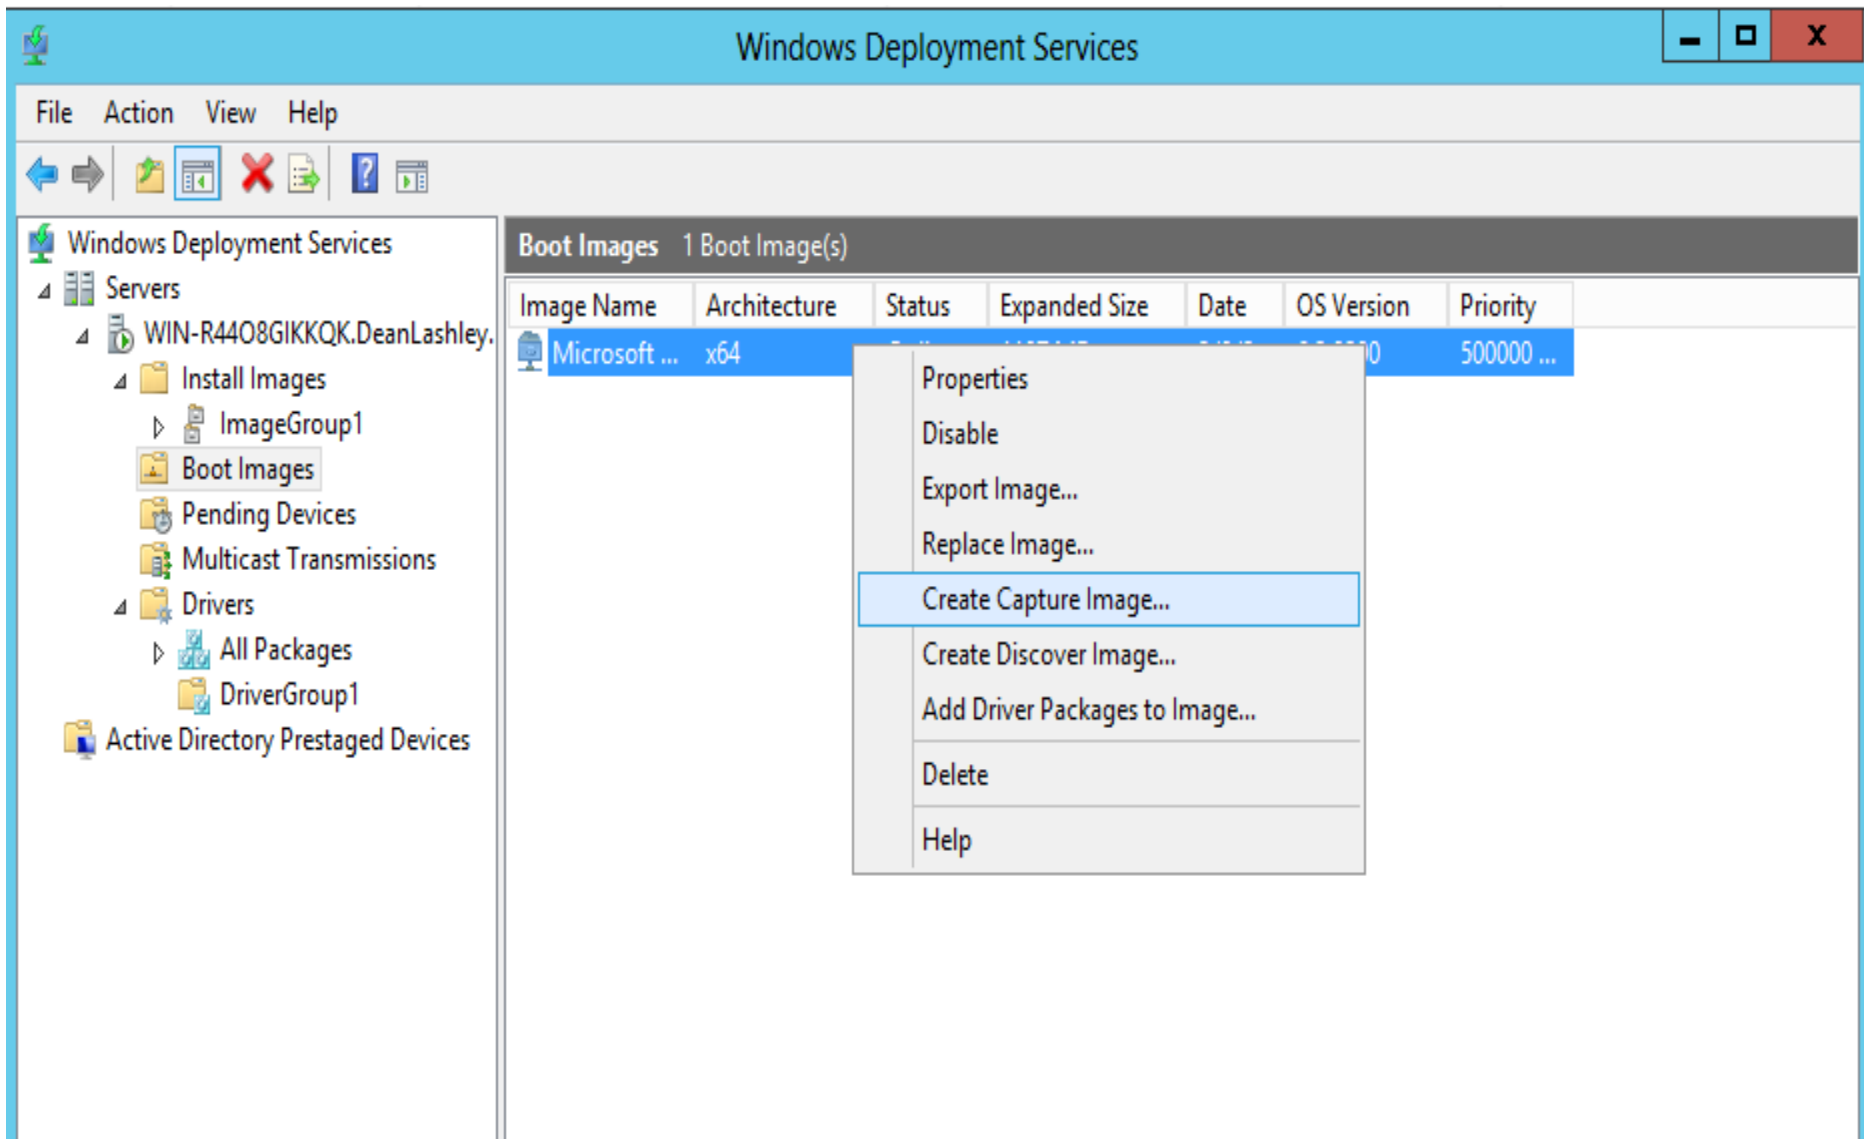 Windows Deployment Services
X
File Action View Help
?
Windows Deployment Services
Servers
WIN-R44O8GIKKQK.DeanLashley.
Install Images
ImageGroup1
Boot Images
Pending Devices
Multicast Transmissions
Drivers
All Packages
DriverGroup1
Active Directory Prestaged Devices
Boot Images 1 Boot Image(s)
Image Name Architecture Status Expanded Size Date OS Version Priority
Microsoft ... x64 500000 ...
Properties
Disable
Export Image...
Replace Image...
Create Capture Image...
Create Discover Image...
Add Driver Packages to Image...
Delete
Help